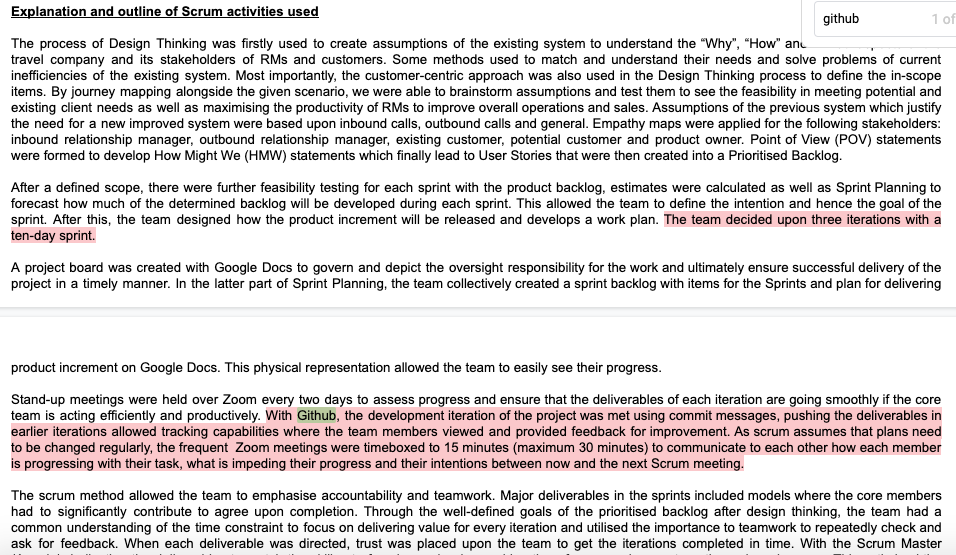 Explanation and outline of Scrum activities used
github
1 of
The process of Design Thinking was firstly used to create assumptions of the existing system to understand the “Why”, “How” and
travel company and its stakeholders of RMs and customers. Some methods used to match and understand their needs and solve problems of current
inefficiencies of the existing system. Most importantly, the customer-centric approach was also used in the Design Thinking process to define the in-scope
items. By journey mapping alongside the given scenario, we were able to brainstorm assumptions and test them to see the feasibility in meeting potential and
existing client needs as well as maximising the productivity of RMs to improve overall operations and sales. Assumptions of the previous system which justify
the need for a new improved system were based upon inbound calls, outbound calls and general. Empathy maps were applied for the following stakeholders:
inbound relationship manager, outbound relationship manager, existing customer, potential customer and product owner. Point of View (POV) statements
were formed to develop How Might We (HMW) statements which finally lead to User Stories that were then created into a Prioritised Backlog.
After a defined scope, there were further feasibility testing for each sprint with the product backlog, estimates were calculated as well as Sprint Planning to
forecast how much of the determined backlog will be developed during each sprint. This allowed the team to define the intention and hence the goal of the
sprint. After this, the team designed how the product increment will be released and develops a work plan. The team decided upon three iterations with a
ten-day sprint.
A project board was created with Google Docs to govern and depict the oversight responsibility for the work and ultimately ensure successful delivery of the
project in a timely manner. In the latter part of Sprint Planning, the team collectively created a sprint backlog with items for the Sprints and plan for delivering
product increment on Google Docs. This physical representation allowed the team to easily see their progress.
Stand-up meetings were held over Zoom every two days to assess progress and ensure that the deliverables of each iteration are going smoothly if the core
team is acting efficiently and productively. With Github, the development iteration of the project was met using commit messages, pushing the deliverables in
earlier iterations allowed tracking capabilities where the team members viewed and provided feedback for improvement. As scrum assumes that plans need
to be changed regularly, the frequent Zoom meetings were timeboxed to 15 minutes (maximum 30 minutes) to communicate to each other how each member
is progressing with their task, what is impeding their progress and their intentions between now and the next Scrum meeting.
The scrum method allowed the team to emphasise accountability and teamwork. Major deliverables in the sprints included models where the core members
had to significantly contribute to agree upon completion. Through the well-defined goals of the prioritised backlog after design thinking, the team had a
common understanding of the time constraint to focus on delivering value for every iteration and utilised the importance to teamwork to repeatedly check and
ask for feedback. When each deliverable was directed, trust was placed upon the team to get the iterations completed in time. With the Scrum Master